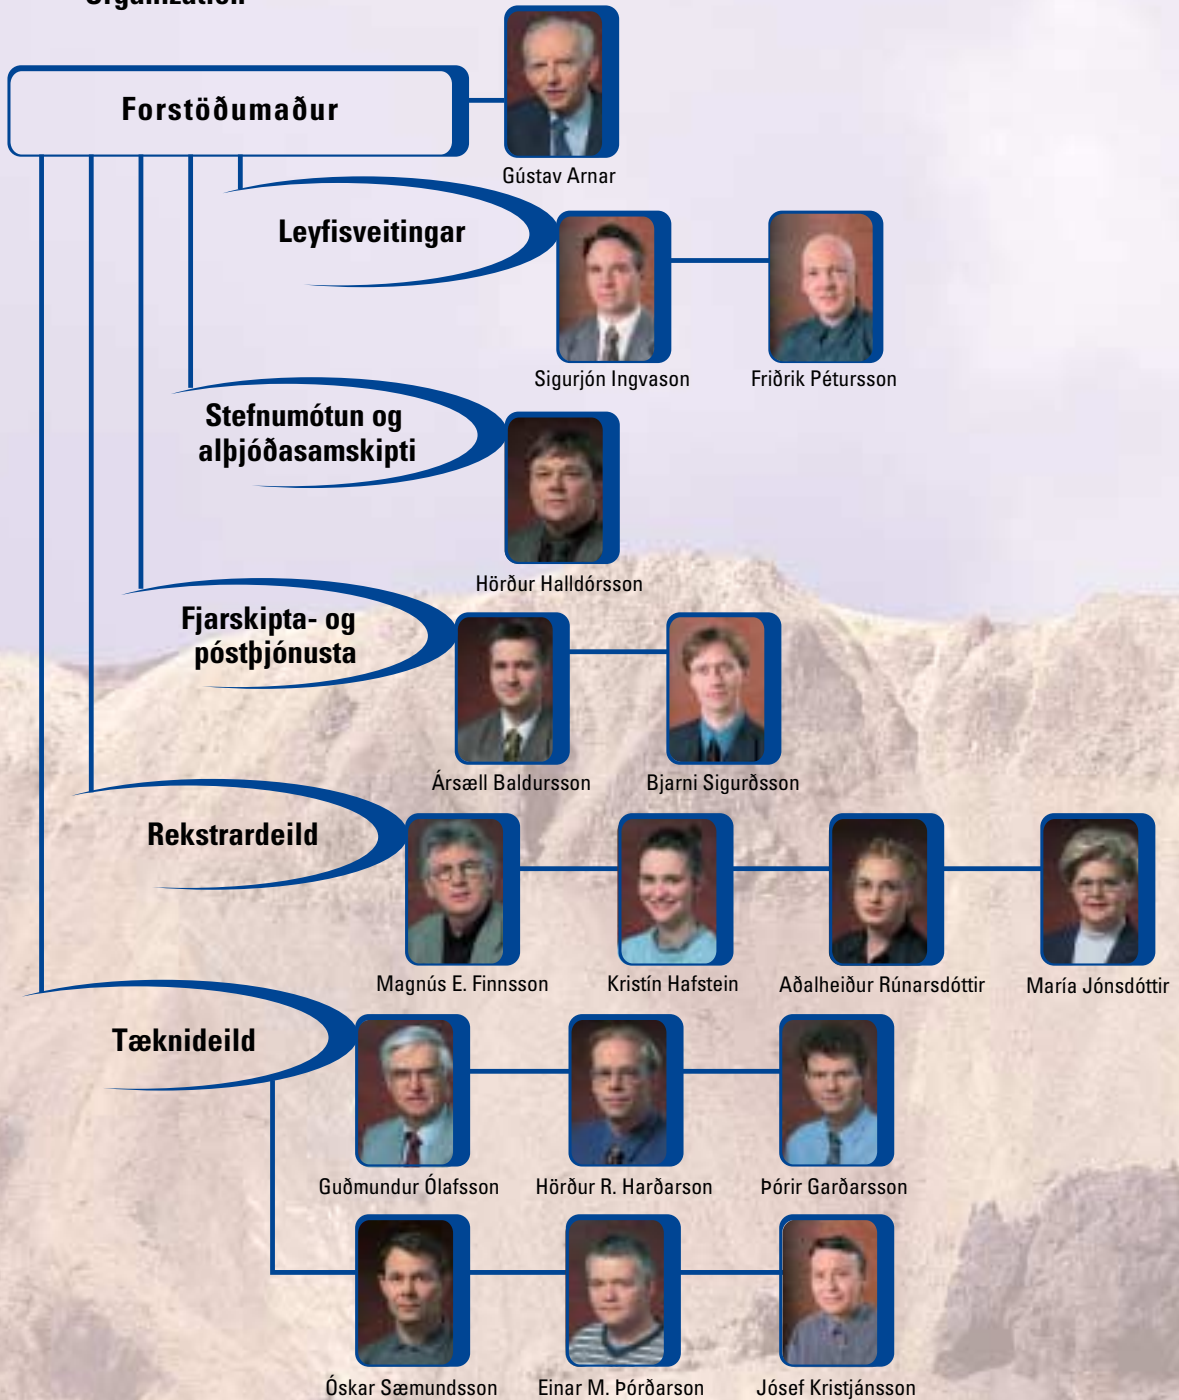 Organization
Forstöðumaður
Gústav Arnar
Leyfisveitingar
Sigurjón Ingvason
Friðrik Pétursson
Stefnumótun og
alþjóðasamskipti
Hörður Halldórsson
Fjarskipta- og
póstþjónusta
Ársæll Baldursson
Bjarni Sigurðsson
Rekstrardeild
Magnús E. Finnsson
Kristín Hafstein
Aðalheiður Rúnarsdóttir
María Jónsdóttir
Tæknideild
Guðmundur Ólafsson
Hörður R. Harðarson
Þórir Garðarsson
Óskar Sæmundsson
Einar M. Þórðarson
Jósef Kristjánsson